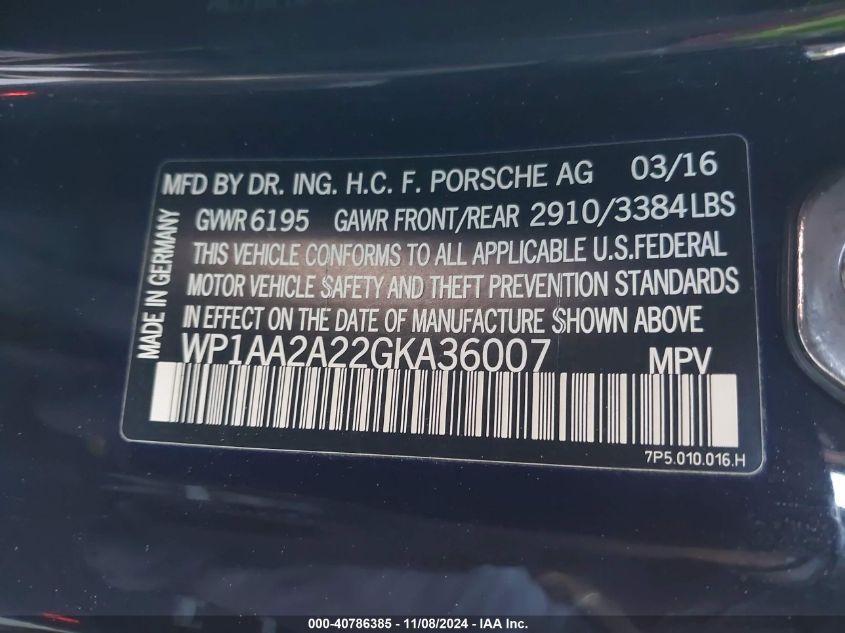 MFD BY DR. ING. H.C. F. PORSCHE AG 03/16
GVWR 6195 GAWR FRONT/REAR 2910/3384 LBS
THIS VEHICLE CONFORMS TO ALL APPLICABLE U.S. FEDERAL
MOTOR VEHICLE SAFETY AND THEFT PREVENTION STANDARDS
IN EFFECT ON THE DATE OF MANUFACTURE SHOWN ABOVE
WP1AA2A22GKA36007 MPV
7P5.010.016.H
MADE IN GERMANY
000-40786385 - 11/08/2024 - IAA Inc.